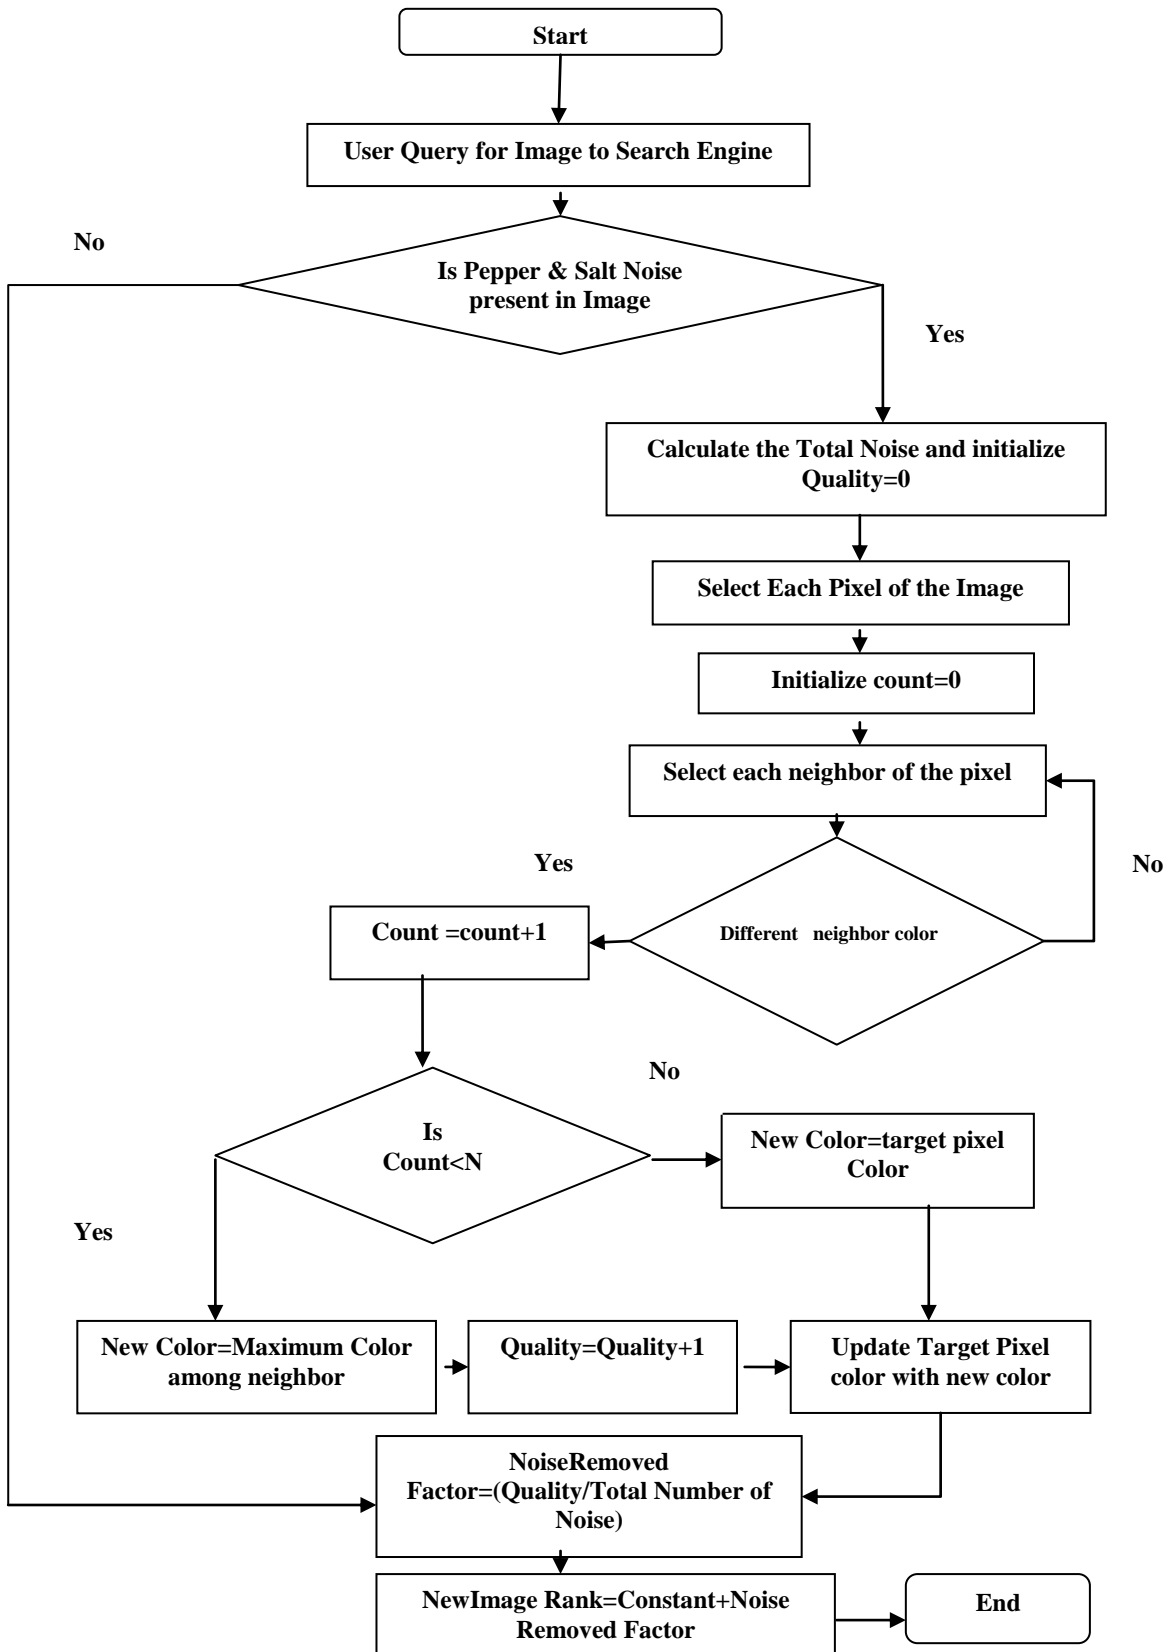 Start
User Query for Image to Search Engine
No
Is Pepper & Salt Noise
present in Image
Yes
Calculate the Total Noise and initialize
Quality=0
Select Each Pixel of the Image
Initialize count=0
Select each neighbor of the pixel
Yes
No
Count =count+1
Different neighbor color
No
Is
Count<N
New Color=target pixel
Color
Yes
New Color=Maximum Color
among neighbor
Quality=Quality+1
Update Target Pixel
color with new color
NoiseRemoved
Factor=(Quality/Total Number of
Noise)
NewImage Rank=Constant+Noise
Removed Factor
End